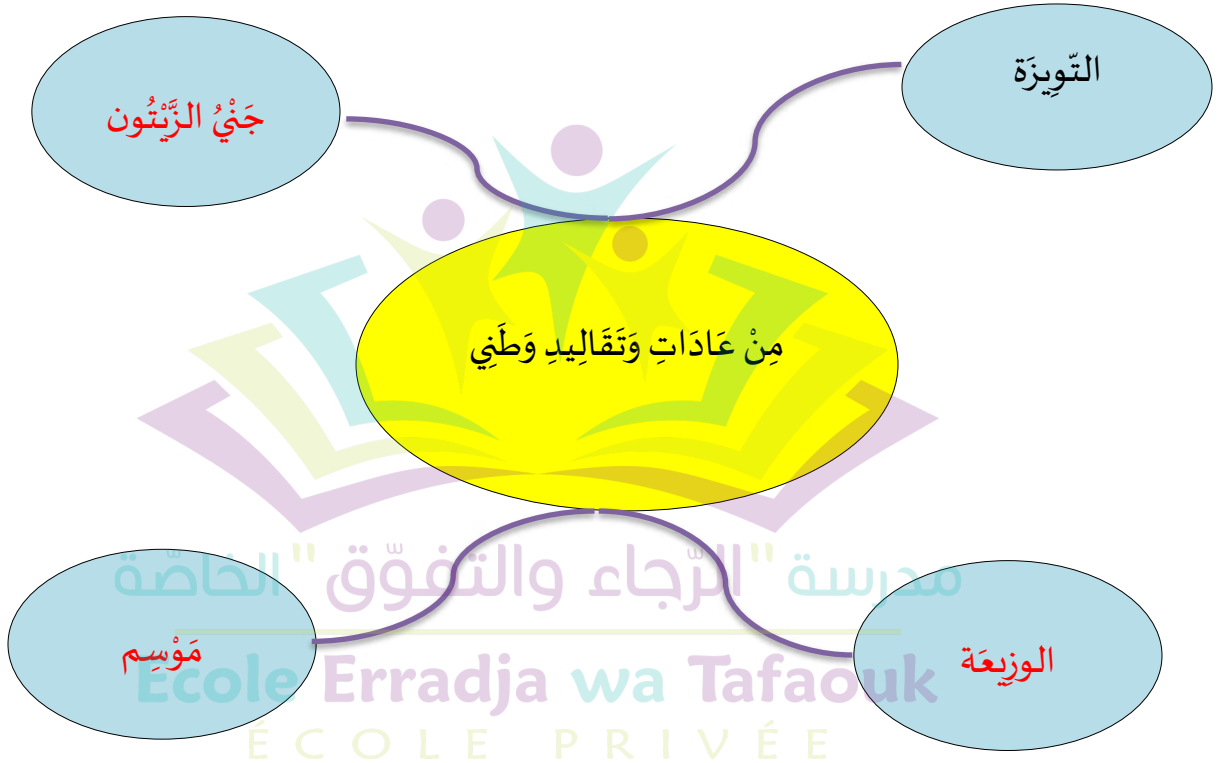 التّوِيزَة
جَنْيُ الزَّيْتُون
مِنْ عَادَاتِ وَتَقَالِيدِ وَطَنِي
مدرسة "الرّجاء والتفوّق" الخاصّة
الوزِيعَة
مَوْسِم
Ecole Erradja wa Tafaouk
ÉCOLE PRIVÉE